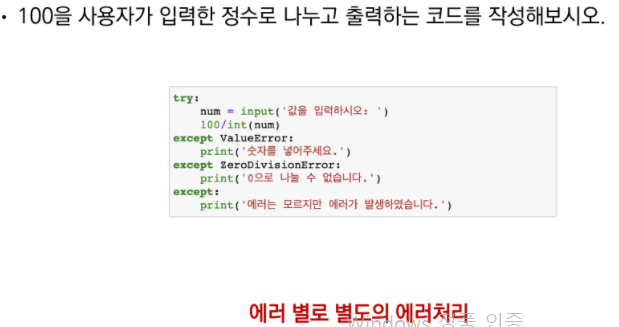 • 100을 사용자가 입력한 정수로 나누고 출력하는 코드를 작성해보시오.
try:
    num = input('값을 입력하시오: ')
    100/int(num)
except ValueError:
    print('숫자를 넣어주세요.')
except ZeroDivisionError:
    print('0으로 나눌 수 없습니다.')
except:
    print('에러는 모르지만 에러가 발생하였습니다.')
에러 별로 별도의 에러처리
Windows 정품 인증